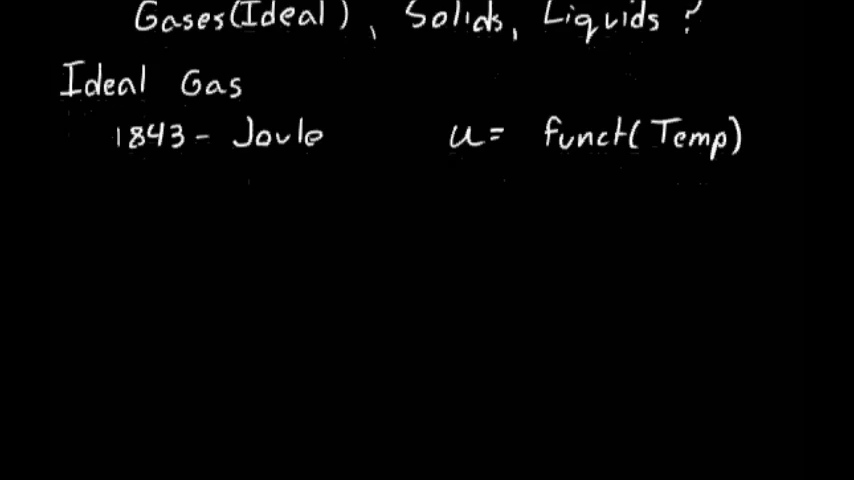 Gases(Ideal), Solids, Liquids?
Ideal Gas
1843 - Joule u= funct(Temp)